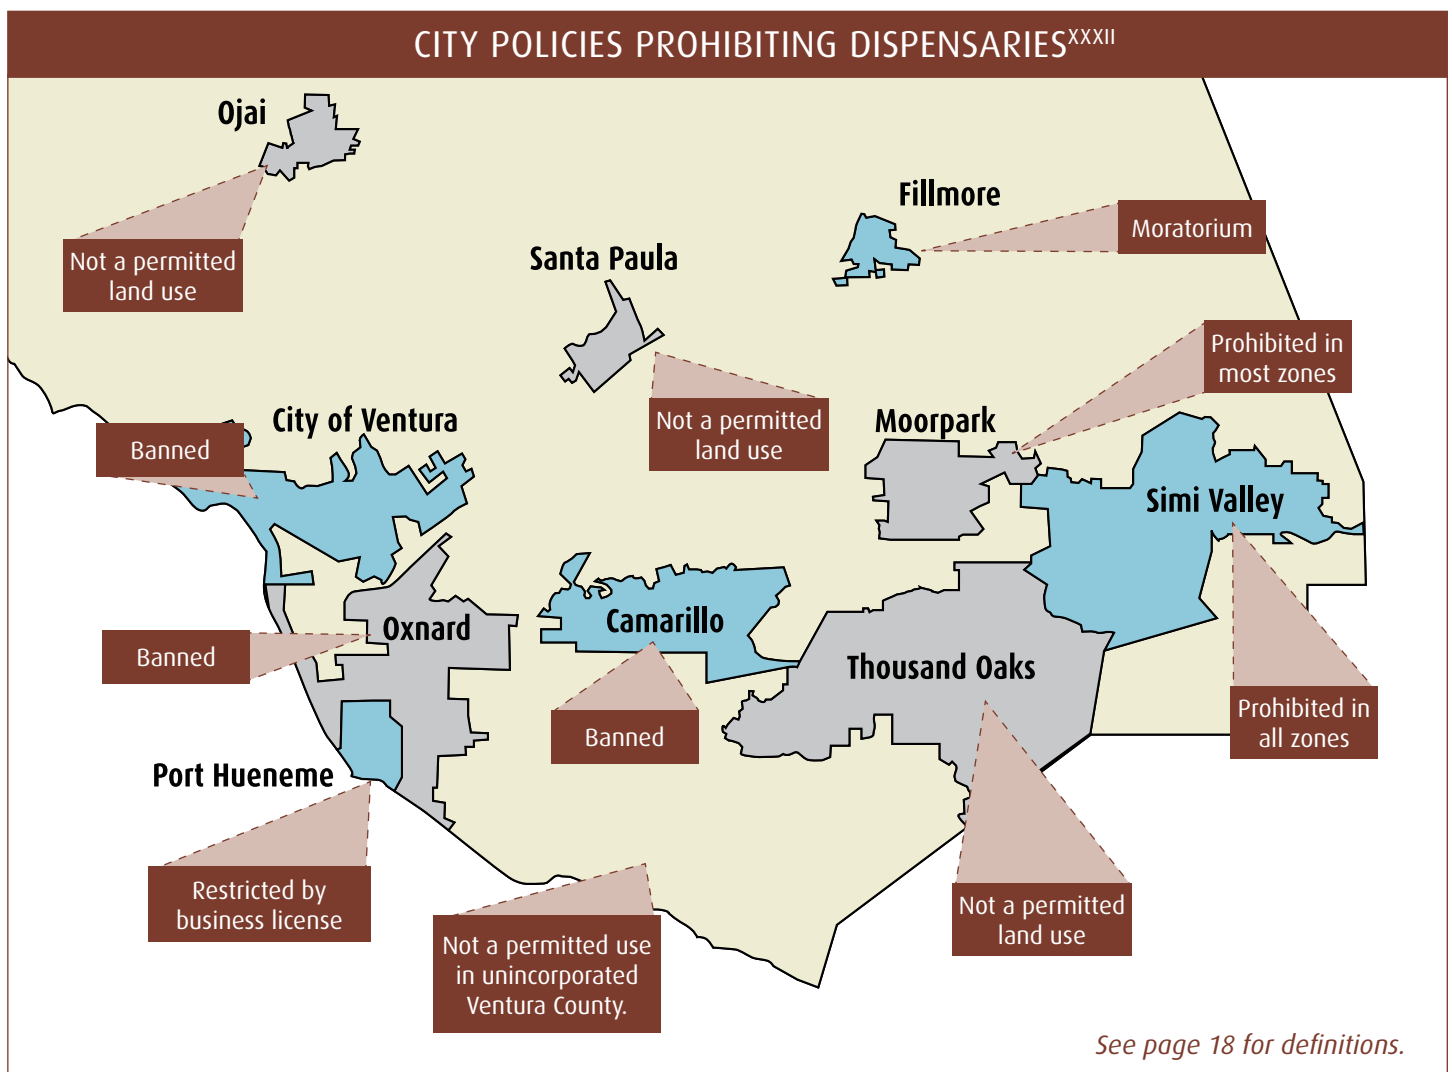 CITY POLICIES PROHIBITING DISPENSARIESXXXII
Ojai
Not a permitted
land use
Fillmore
Moratorium
Santa Paula
Not a permitted
land use
Prohibited in
most zones
Moorpark
City of Ventura
Banned
Simi Valley
Prohibited in
all zones
Oxnard
Banned
Camarillo
Banned
Thousand Oaks
Not a permitted
land use
Port Hueneme
Restricted by
business license
Not a permitted use
in unincorporated
Ventura County.
See page 18 for definitions.